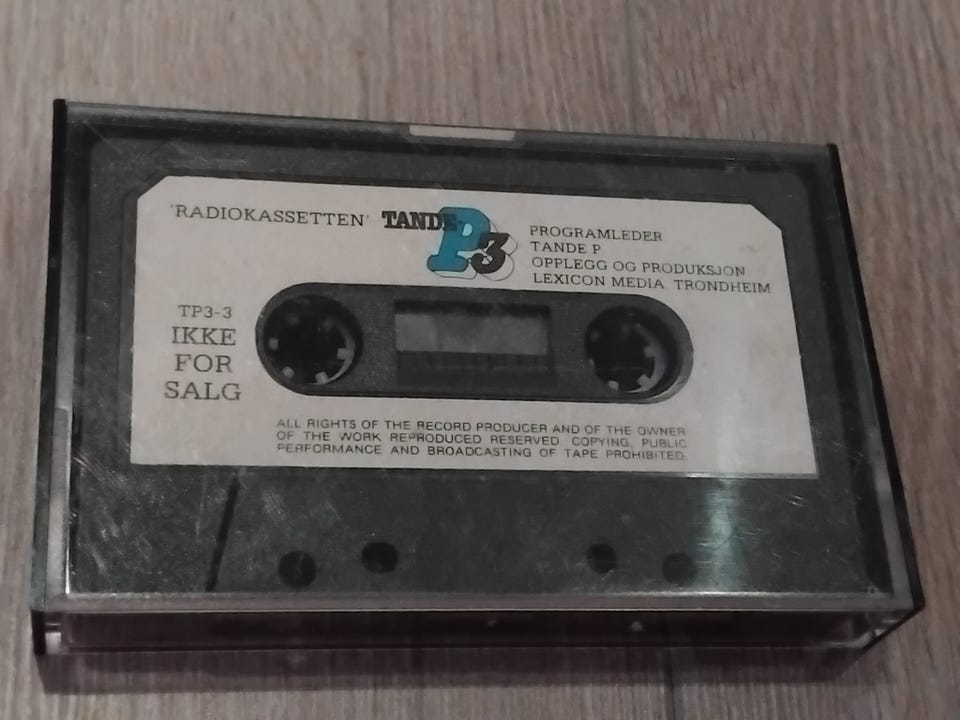 'RADIOKASSETTEN' TANDE-P3
PROGRAMLEDER
TANDE P
OPPLEGG OG PRODUKSJON
LEXICON MEDIA TRONDHEIM
TP3-3
IKKE
FOR
SALG
ALL RIGHTS OF THE RECORD PRODUCER AND OF THE OWNER
OF THE WORK REPRODUCED RESERVED. COPYING, PUBLIC
PERFORMANCE AND BROADCASTING OF TAPE PROHIBITED.